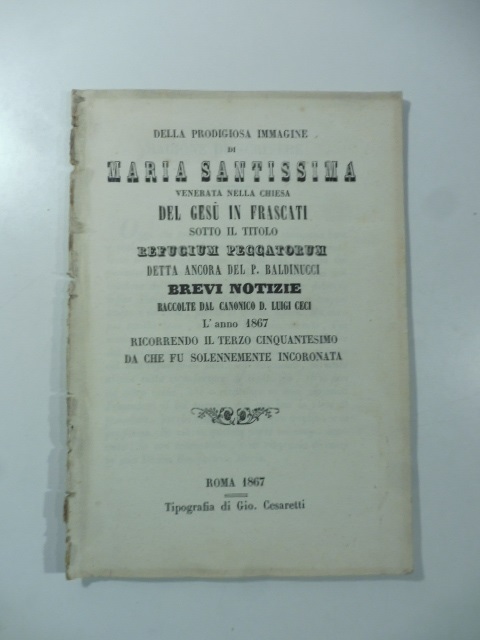 DELLA PRODIGIOSA IMMAGINE
DI
MARIA SANTISSIMA
VENERATA NELLA CHIESA
DEL GESÙ IN FRASCATI
SOTTO IL TITOLO
REFUGIUM PECCATORUM
DETTA ANCORA DEL P. BALDINUCCI
BREVI NOTIZIE
RACCOLTE DAL CANONICO D. LUIGI CECI
L'anno 1867
RICORRENDO IL TERZO CINQUANTESIMO
DA CHE FU SOLENNEMENTE INCORONATA
ROMA 1867
Tipografia di Gio. Cesaretti